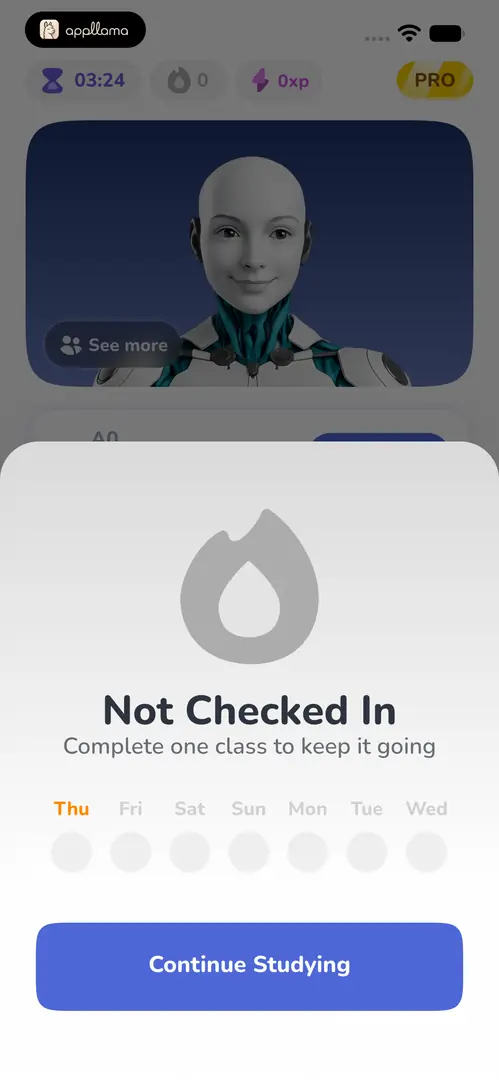 appllama
03:24
0
0xp
PRO
See more
A0
Not Checked In
Complete one class to keep it going
Thu Fri Sat Sun Mon Tue Wed
Continue Studying